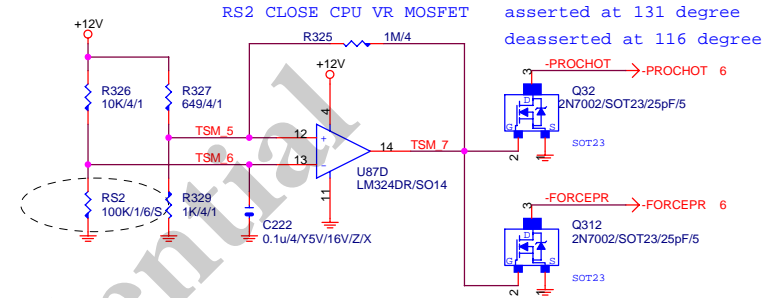 RS2 CLOSE CPU VR MOSFET asserted at 131 degree
deasserted at 116 degree
+12V
R325 1M/4
+12V
R326
10K/4/1
R327
649/4/1
-PROCHOT
-PROCHOT 6
3
Q32
2N7002/SOT23/25pF/5
D
G S
SOT23
2
1
4
TSM_5
12
+
TSM_6
13
-
14
TSM_7
11
U87D
LM324DR/SO14
RS2
100K/1/6/S
R329
1K/4/1
C222
0.1u/4/Y5V/16V/Z/X
-FORCEPR
-FORCEPR 6
3
Q312
2N7002/SOT23/25pF/5
D
G S
SOT23
2
1
ential